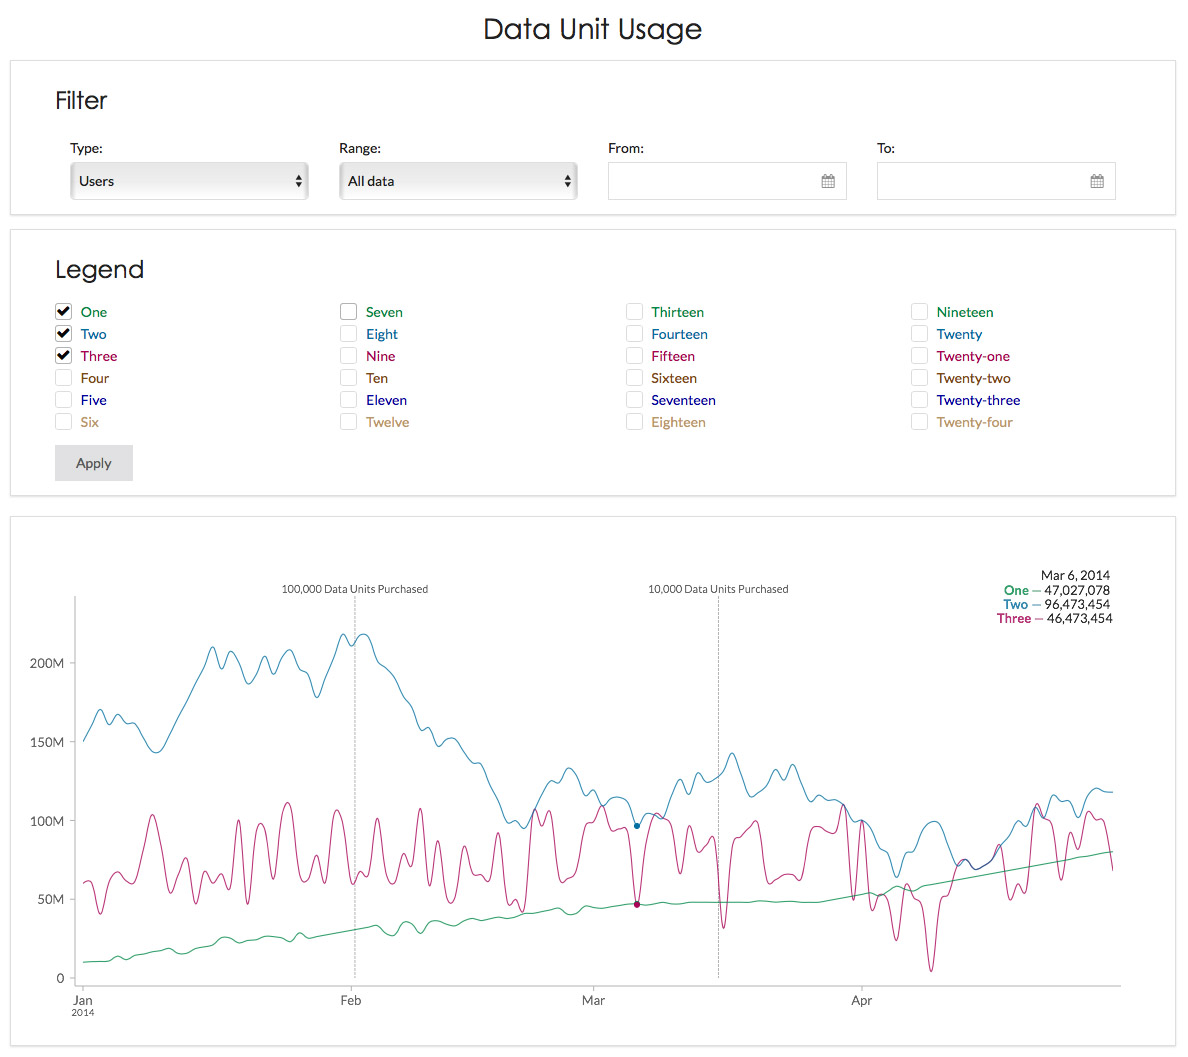 Data Unit Usage
Filter
Type: Range: From: To:
Users All data
Legend
One Seven Thirteen Nineteen
Two Eight Fourteen Twenty
Three Nine Fifteen Twenty-one
Four Ten Sixteen Twenty-two
Five Eleven Seventeen Twenty-three
Six Twelve Eighteen Twenty-four
Apply
Mar 6, 2014
100,000 Data Units Purchased 10,000 Data Units Purchased One — 47,027,078
Two — 96,473,454
Three — 46,473,454
200M
150M
100M
50M
0
Jan Feb Mar Apr
2014